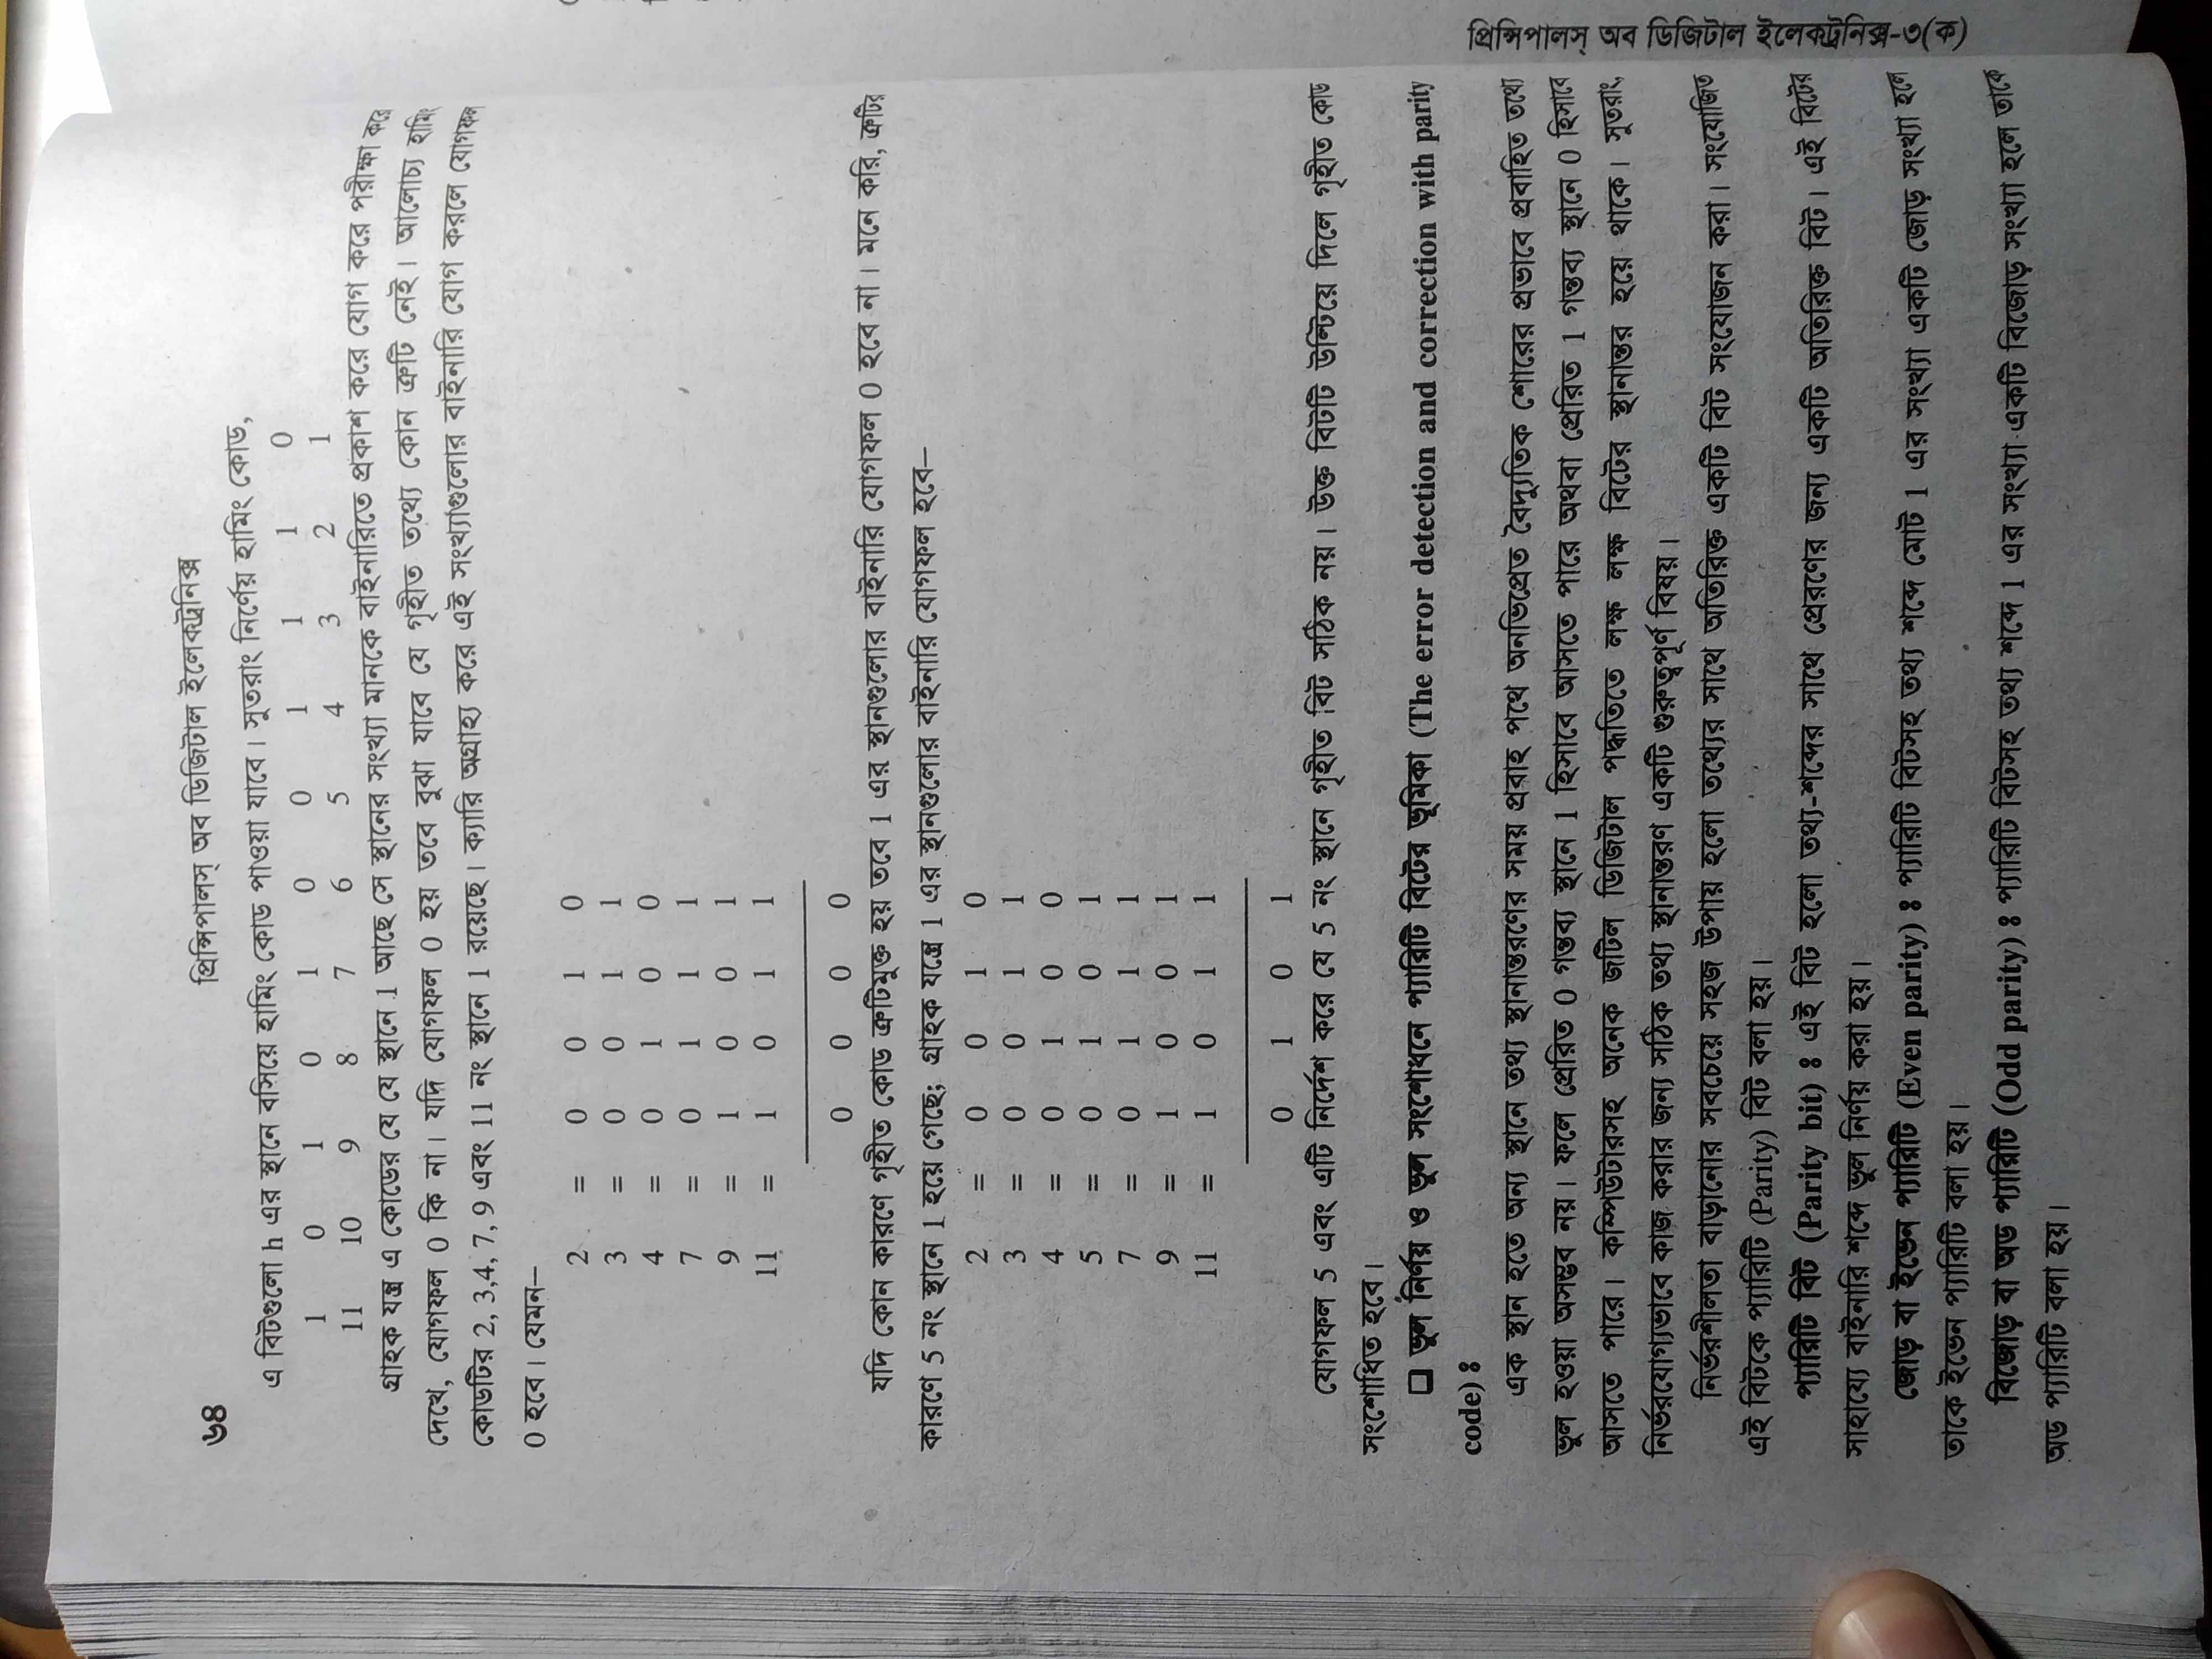 ৬৪
প্রিন্সিপালস্ অব ডিজিটাল ইলেকট্রনিক্স
এ বিটগুলো h এর স্থানে বসিয়ে হামিং কোড পাওয়া যাবে। সুতরাং নির্ণেয় হামিং কোড,
1 0 1 0 1 0 0 1 1 1 0
11 10 9 8 7 6 5 4 3 2 1
গ্রাহক যন্ত্র এ কোডের যে যে স্থানে 1 আছে সে স্থানের সংখ্যা মানকে বাইনারিতে প্রকাশ করে যোগ করে পরীক্ষা করে
দেখে, যোগফল 0 কি না। যদি যোগফল 0 হয় তবে বুঝা যাবে যে গৃহীত তথ্যে কোন ত্রুটি নেই। আলোচ্য হামিং
কোডটির 2, 3,4, 7, 9 এবং 11 নং স্থানে 1 রয়েছে। ক্যারি অগ্রাহ্য করে এই সংখ্যাগুলোর বাইনারি যোগ করলে যোগফল
0 হবে। যেমন–
2 = 0 0 1 0
3 = 0 0 1 1
4 = 0 1 0 0
7 = 0 1 1 1
9 = 1 0 0 1
11 = 1 0 1 1
0 0 0 0
যদি কোন কারণে গৃহীত কোড ত্রুটিমুক্ত হয় তবে 1 এর স্থানগুলোর বাইনারি যোগফল 0 হবে না। মনে করি, ত্রুটির
কারণে 5 নং স্থানে 1 হয়ে গেছে; গ্রাহক যন্ত্রে 1 এর স্থানগুলোর বাইনারি যোগফল হবে–
2 = 0 0 1 0
3 = 0 0 1 1
4 = 0 1 0 0
5 = 0 1 0 1
7 = 0 1 1 1
9 = 1 0 0 1
11 = 1 0 1 1
0 1 0 1
যোগফল 5 এবং এটি নির্দেশ করে যে 5 নং স্থানে গৃহীত বিট সঠিক নয়। উক্ত বিটটি উল্টিয়ে দিলে গৃহীত কোড
সংশোধিত হবে।
❑ ভুল নির্ণয় ও ভুল সংশোধনে প্যারিটি বিটের ভূমিকা (The error detection and correction with parity
code) ঃ
এক স্থান হতে অন্য স্থানে তথ্য স্থানান্তরণের সময় প্রবাহ পথে অনভিপ্রেত বৈদ্যুতিক শোরের প্রভাবে প্রবাহিত তথ্যে
ভুল হওয়া অসম্ভব নয়। ফলে প্রেরিত 0 গন্তব্য স্থানে 1 হিসাবে আসতে পারে অথবা প্রেরিত 1 গন্তব্য স্থানে 0 হিসাবে
আসতে পারে। কম্পিউটারসহ অনেক জটিল ডিজিটাল পদ্ধতিতে লক্ষ লক্ষ বিটের স্থানান্তর হয়ে থাকে। সুতরাং,
নির্ভরযোগ্যভাবে কাজ করার জন্য সঠিক তথ্য স্থানান্তরণ একটি গুরুত্বপূর্ণ বিষয়।
নির্ভরশীলতা বাড়ানোর সবচেয়ে সহজ উপায় হলো তথ্যের সাথে অতিরিক্ত একটি বিট সংযোজন করা। সংযোজিত
এই বিটকে প্যারিটি (Parity) বিট বলা হয়।
প্যারিটি বিট (Parity bit) ঃ এই বিট হলো তথ্য-শব্দের সাথে প্রেরণের জন্য একটি অতিরিক্ত বিট। এই বিটের
সাহায্যে বাইনারি শব্দে ভুল নির্ণয় করা হয়।
জোড় বা ইভেন প্যারিটি (Even parity) ঃ প্যারিটি বিটসহ তথ্য শব্দে মোট 1 এর সংখ্যা একটি জোড় সংখ্যা হলে
তাকে ইভেন প্যারিটি বলা হয়।
বিজোড় বা অড প্যারিটি (Odd parity) ঃ প্যারিটি বিটসহ তথ্য শব্দে 1 এর সংখ্যা একটি বিজোড় সংখ্যা হলে তাকে
অড প্যারিটি বলা হয়।
প্রিন্সিপালস্ অব ডিজিটাল ইলেকট্রনিক্স-৩(ক)